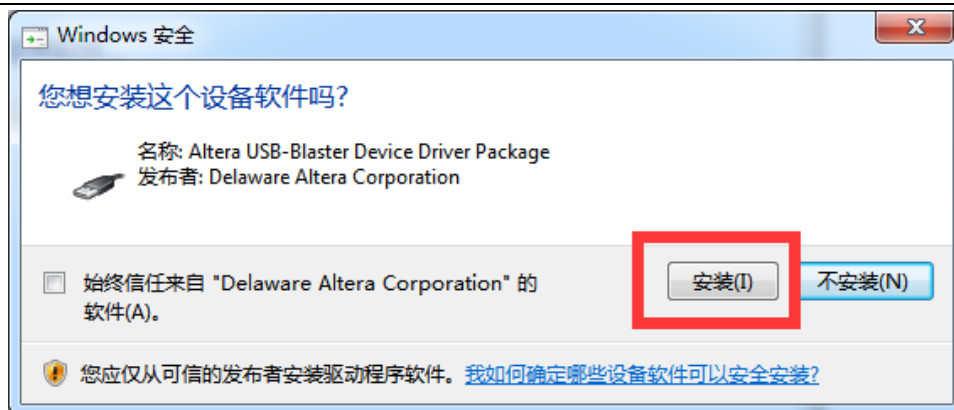 Windows 安全
您想安装这个设备软件吗?
名称: Altera USB-Blaster Device Driver Package
发布者: Delaware Altera Corporation
始终信任来自 "Delaware Altera Corporation" 的
软件(A)。
安装(I)
不安装(N)
您应仅从可信的发布者安装驱动程序软件。我如何确定哪些设备软件可以安全安装?